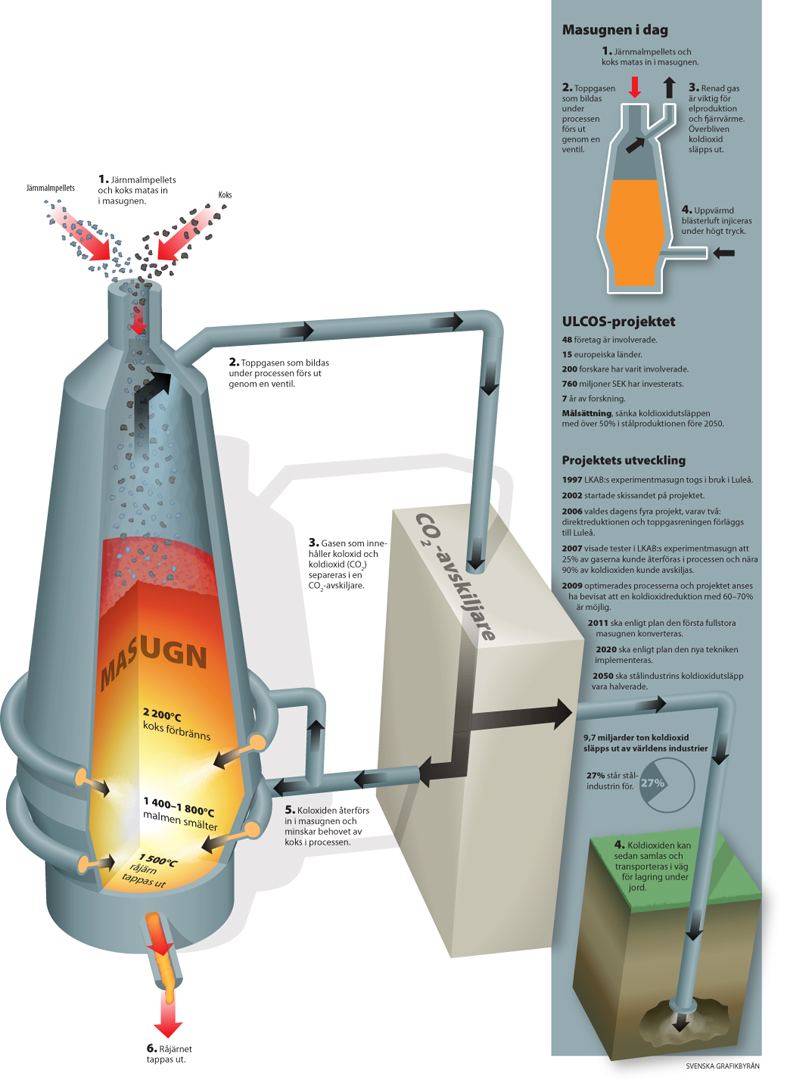 Järnmalmpellets
1. Järnmalmpellets
och koks matas in
i masugnen.
Koks
2. Toppgasen som bildas
under processen förs ut
genom en ventil.
3. Gasen som inne-
håller koloxid och
koldioxid (CO2)
separeras i en
CO2-avskiljare.
CO2-avskiljare
MASUGN
2 200°C
koks förbränns
1 400–1 800°C
malmen smälter
1 500°C
råjärn
tappas ut
5. Koloxiden återförs
in i masugnen och
minskar behovet av
koks i processen.
6. Råjärnet
tappas ut.
Masugnen i dag
1. Järnmalmpellets och
koks matas in i masugnen.
2. Toppgasen
som bildas
under
processen
förs ut
genom en
ventil.
3. Renad gas
är viktig för
elproduktion
och fjärrvärme.
Överbliven
koldioxid
släpps ut.
4. Uppvärmd
blästerluft injiceras
under högt tryck.
ULCOS-projektet
48 företag är involverade.
15 europeiska länder.
200 forskare har varit involverade.
760 miljoner SEK har investerats.
7 år av forskning.
Målsättning, sänka koldioxidutsläppen
med över 50% i stålproduktionen före 2050.
Projektets utveckling
1997 LKAB:s experimentmasugn togs i bruk i Luleå.
2002 startade skissandet på projektet.
2006 valdes dagens fyra projekt, varav två:
direktreduktionen och toppgasreningen förläggs
till Luleå.
2007 visade tester i LKAB:s experimentmasugn att
25% av gaserna kunde återföras i processen och nära
90% av koldioxiden kunde avskiljas.
2009 optimerades processerna och projektet anses
ha bevisat att en koldioxidreduktion med 60–70%
är möjlig.
2011 ska enligt plan den första fullstora
masugnen konverteras.
2020 ska enligt plan den nya tekniken
implementeras.
2050 ska stålindustrins koldioxidutsläpp
vara halverade.
9,7 miljarder ton koldioxid
släpps ut av världens industrier
27% står stål-
industrin för.
27%
4. Koldioxiden kan
sedan samlas och
transporteras i väg
för lagring under
jord.
SVENSKA GRAFIKBYRÅN